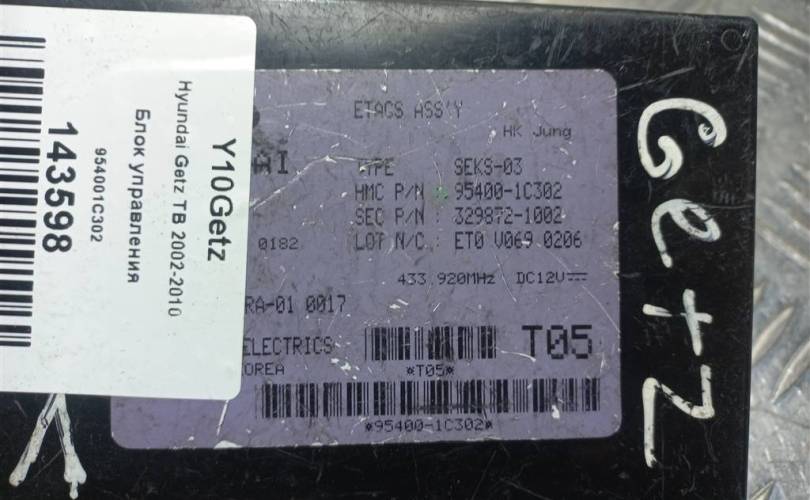 Y10Getz
Hyundai Getz TB 2002-2010
Блок управления
954001C302
143598
ETACS ASS'Y
HK Jung
AI
TYPE SEKS-03
HMC P/N : 95400-1C302
SEC P/N : 329872-1002
LOT N/C. : ET0 V069 0206
0182
433.920MHz DC12V
RA-01 0017
ELECTRICS
KOREA
T05
*T05*
*95400-1C302*
Getz